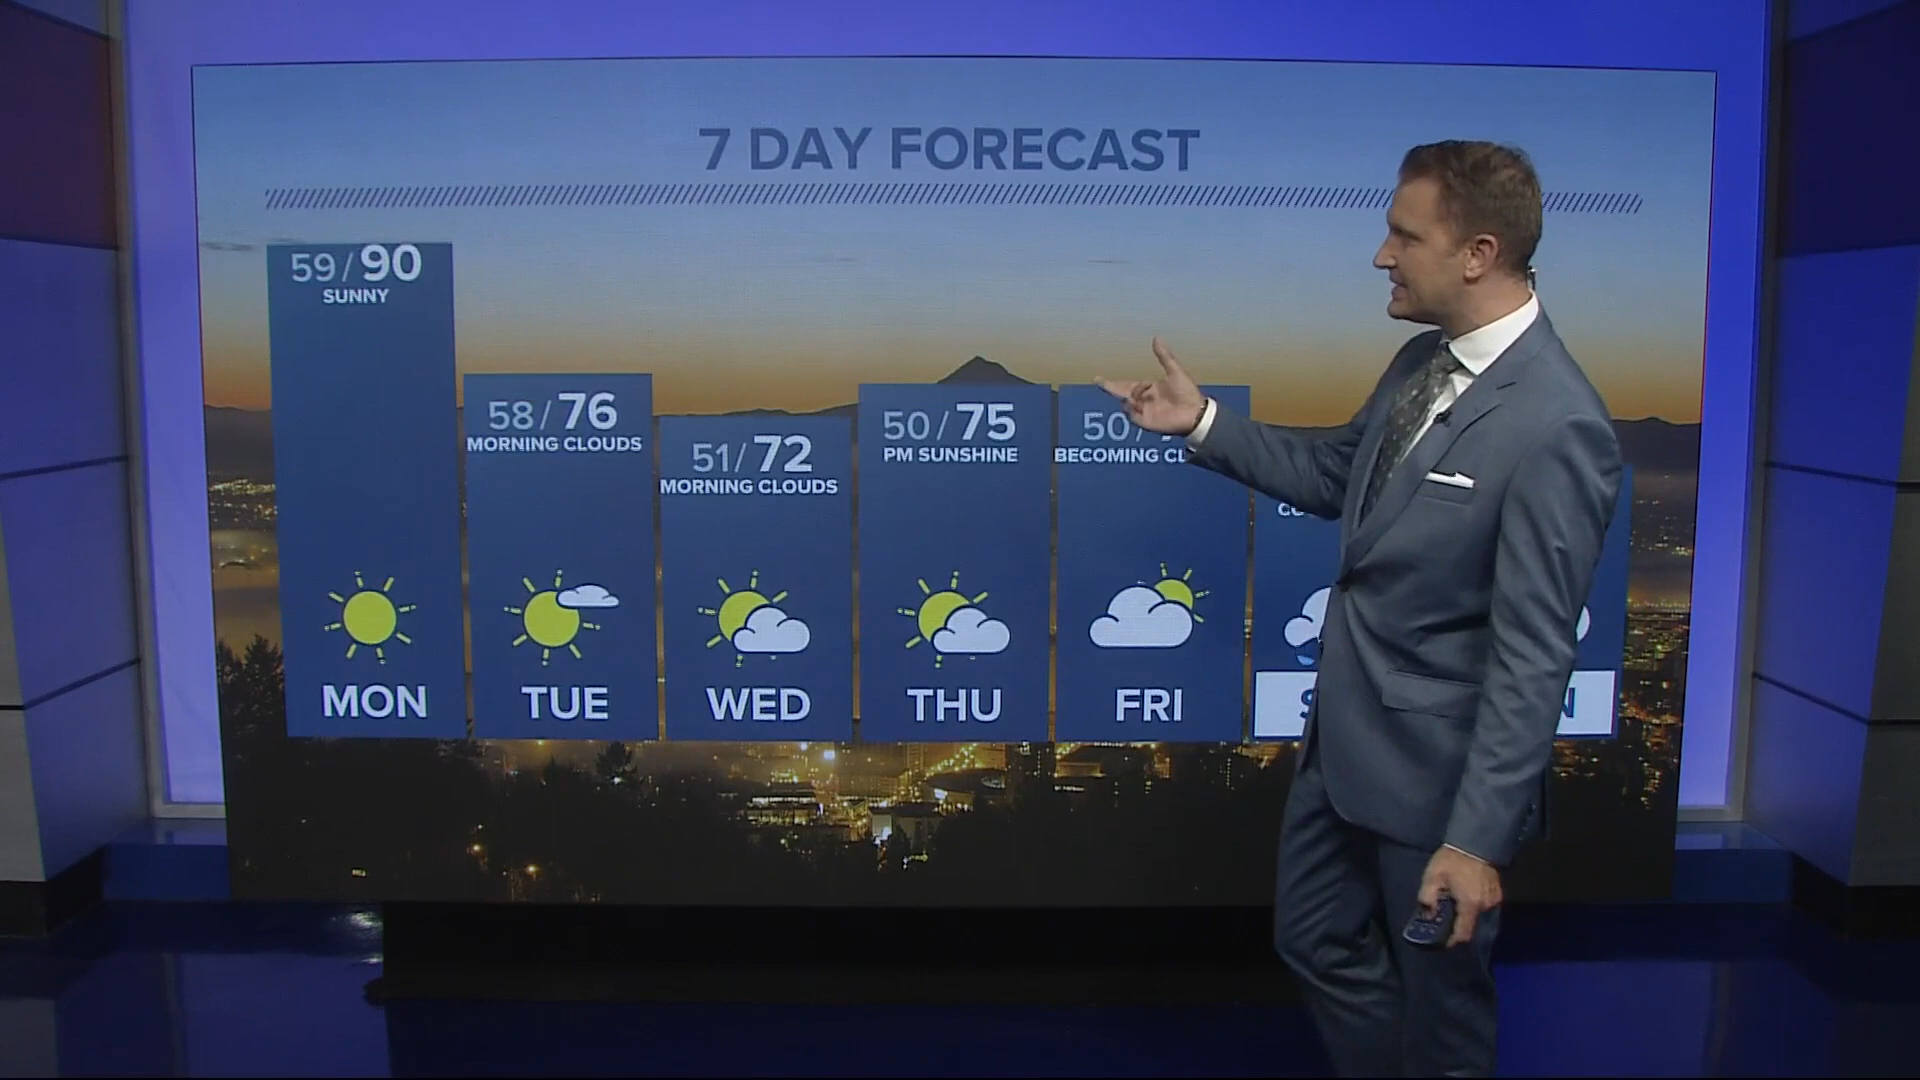 7 DAY FORECAST
59/90
SUNNY
58/76
MORNING CLOUDS
51/72
MORNING CLOUDS
50/75
PM SUNSHINE
50/
BECOMING
MON
TUE
WED
THU
FRI